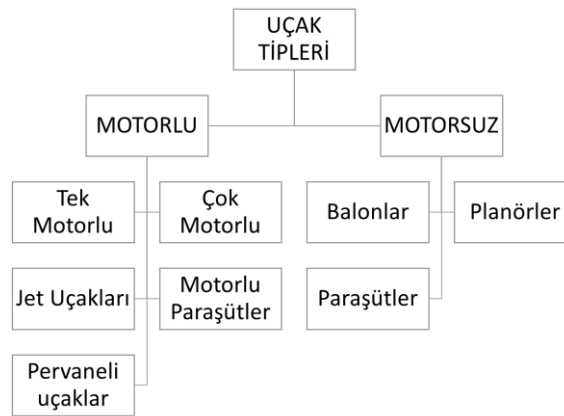 UÇAK
TİPLERİ
MOTORLU
MOTORSUZ
Tek
Motorlu
Çok
Motorlu
Balonlar
Planörler
Jet Uçakları
Motorlu
Paraşütler
Paraşütler
Pervaneli
uçaklar